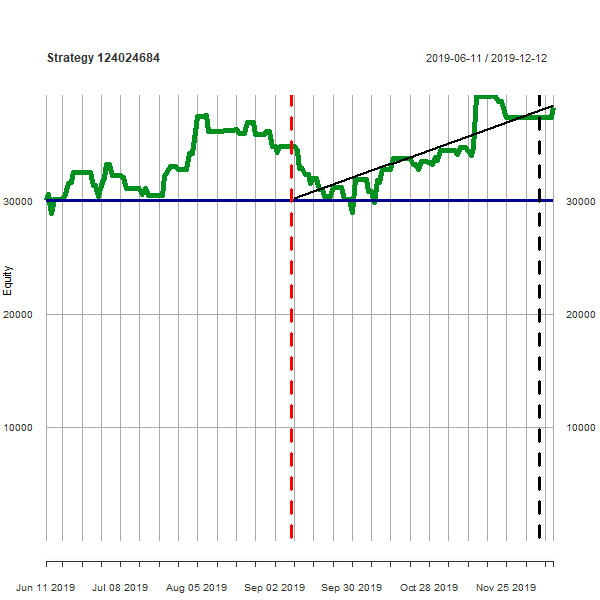 Strategy 124024684
2019-06-11 / 2019-12-12
30000 30000
20000 20000
10000 10000
Equity
Jun 11 2019 Jul 08 2019 Aug 05 2019 Sep 02 2019 Sep 30 2019 Oct 28 2019 Nov 25 2019